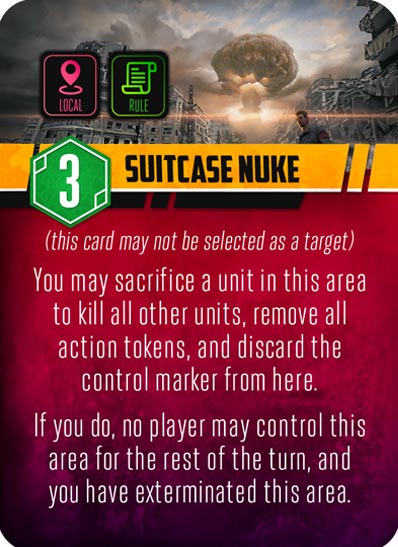 LOCAL
RULE
3
SUITCASE NUKE
(this card may not be selected as a target)
You may sacrifice a unit in this area
to kill all other units, remove all
action tokens, and discard the
control marker from here.
If you do, no player may control this
area for the rest of the turn, and
you have exterminated this area.